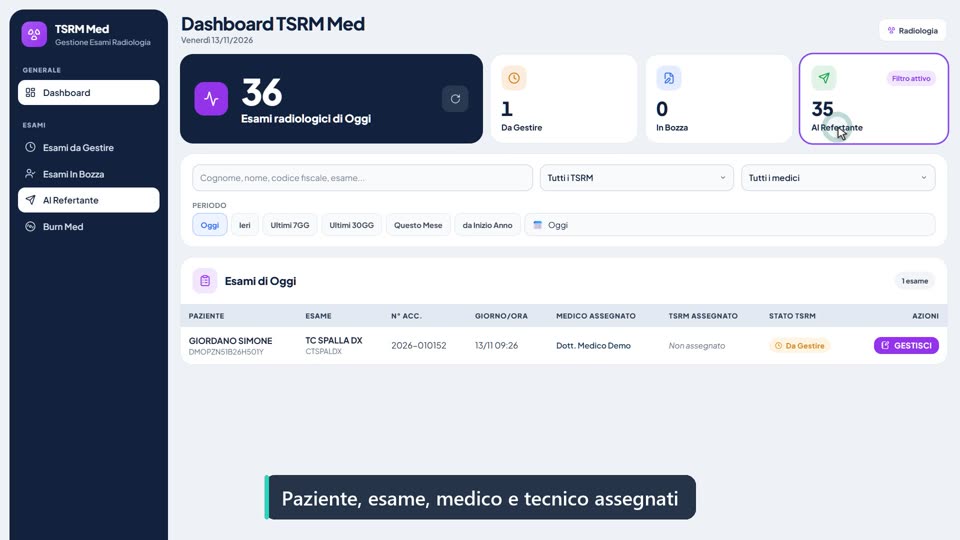 TSRM Med
Gestione Esami Radiologia
GENERALE
Dashboard
ESAMI
Esami da Gestire
Esami In Bozza
Al Refertante
Burn Med
Dashboard TSRM Med
Venerdì 13/11/2026
Radiologia
36
Esami radiologici di Oggi
1
Da Gestire
0
In Bozza
Filtro attivo
35
Al Refertante
Cognome, nome, codice fiscale, esame...
Tutti i TSRM
Tutti i medici
PERIODO
Oggi
Ieri
Ultimi 7GG
Ultimi 30GG
Questo Mese
da Inizio Anno
Oggi
Esami di Oggi
1 esame
PAZIENTE ESAME N° ACC. GIORNO/ORA MEDICO ASSEGNATO TSRM ASSEGNATO STATO TSRM AZIONI
GIORDANO SIMONE TC SPALLA DX 2026-010152 13/11 09:26 Dott. Medico Demo Non assegnato Da Gestire GESTISCI
DMOPZN51B26H501Y CTSPALDX
Paziente, esame, medico e tecnico assegnati